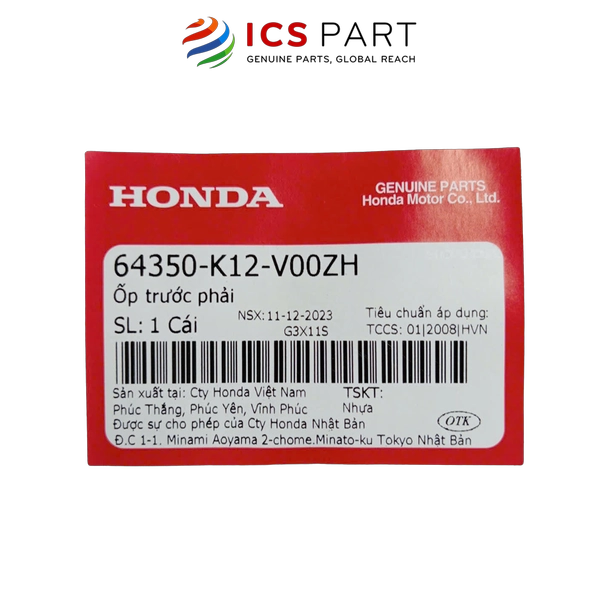 ICS PART
GENUINE PARTS, GLOBAL REACH
HONDA
GENUINE PARTS
Honda Motor Co., Ltd.
64350-K12-V00ZH
Ốp trước phải
SL: 1 Cái
NSX: 11-12-2023
G3X11S
Tiêu chuẩn áp dụng:
TCCS: 01|2008|HVN
Sản xuất tại: Cty Honda Việt Nam
TSKT:
Phúc Thắng, Phúc Yên, Vĩnh Phúc
Nhựa
Được sự cho phép của Cty Honda Nhật Bản
OTK
Đ.C 1-1. Minami Aoyama 2-chome.Minato-ku Tokyo Nhật Bản